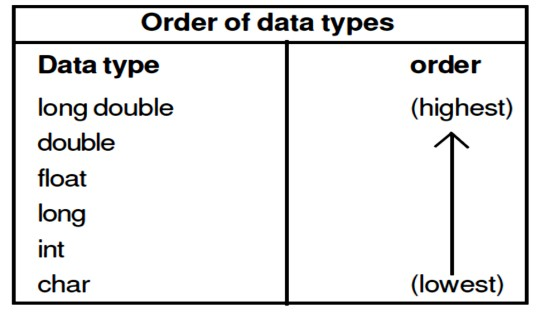 Order of data types
Data type order
long double (highest)
double
float
long
int
char (lowest)